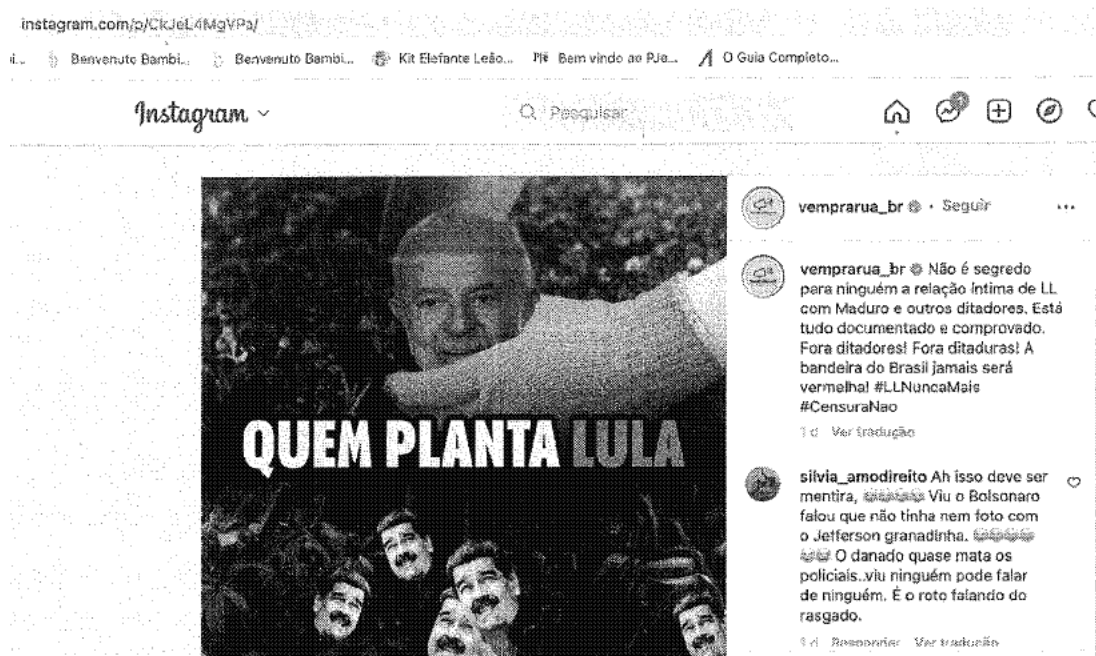 instagram.com/p/CkJeL4MgVPa/
i... Benvenuto Bambi... Benvenuto Bambi... Kit Elefante Leão... Bem vindo ao PJe... O Guia Completo...
Instagram
Pesquisar
vemprarua_br • Seguir
vemprarua_br Não é segredo
para ninguém a relação íntima de LL
com Maduro e outros ditadores. Está
tudo documentado e comprovado.
Fora ditadores! Fora ditaduras! A
bandeira do Brasil jamais será
vermelha! #LLNuncaMais
#CensuraNao
1 d Ver tradução
QUEM PLANTA LULA
silvia_amodireito Ah isso deve ser
mentira, Viu o Bolsonaro
falou que não tinha nem foto com
o Jefferson granadinha.
O danado quase mata os
policiais..viu ninguém pode falar
de ninguém. É o roto falando do
rasgado.
1 d Responder Ver tradução